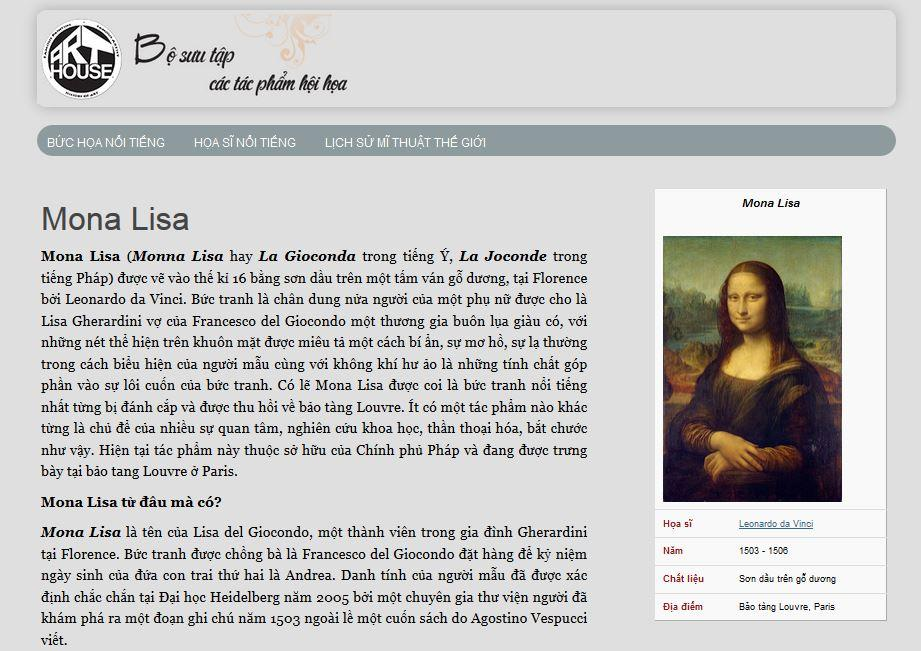 ART
HOUSE
Bộ sưu tập
các tác phẩm hội họa
BỨC HỌA NỔI TIẾNG HỌA SĨ NỔI TIẾNG LỊCH SỬ MĨ THUẬT THẾ GIỚI
Mona Lisa
Mona Lisa (Monna Lisa hay La Gioconda trong tiếng Ý, La Joconde trong
tiếng Pháp) được vẽ vào thế kỉ 16 bằng sơn dầu trên một tấm ván gỗ dương, tại Florence
bởi Leonardo da Vinci. Bức tranh là chân dung nửa người của một phụ nữ được cho là
Lisa Gherardini vợ của Francesco del Giocondo một thương gia buôn lụa giàu có, với
những nét thể hiện trên khuôn mặt được miêu tả một cách bí ẩn, sự mơ hồ, sự lạ thường
trong cách biểu hiện của người mẫu cùng với không khí hư ảo là những tính chất góp
phần vào sự lôi cuốn của bức tranh. Có lẽ Mona Lisa được coi là bức tranh nổi tiếng
nhất từng bị đánh cắp và được thu hồi về bảo tàng Louvre. Ít có một tác phẩm nào khác
từng là chủ đề của nhiều sự quan tâm, nghiên cứu khoa học, thần thoại hóa, bắt chước
như vậy. Hiện tại tác phẩm này thuộc sở hữu của Chính phủ Pháp và đang được trưng
bày tại bảo tang Louvre ở Paris.
Mona Lisa từ đâu mà có?
Mona Lisa là tên của Lisa del Giocondo, một thành viên trong gia đình Gherardini
tại Florence. Bức tranh được chồng bà là Francesco del Giocondo đặt hàng để kỷ niệm
ngày sinh của đứa con trai thứ hai là Andrea. Danh tính của người mẫu đã được xác
định chắc chắn tại Đại học Heidelberg năm 2005 bởi một chuyên gia thư viện người đã
khám phá ra một đoạn ghi chú năm 1503 ngoài lề một cuốn sách do Agostino Vespucci
viết.
Mona Lisa
Họa sĩ Leonardo da Vinci
Năm 1503 - 1506
Chất liệu Sơn dầu trên gỗ dương
Địa điểm Bảo tàng Louvre, Paris